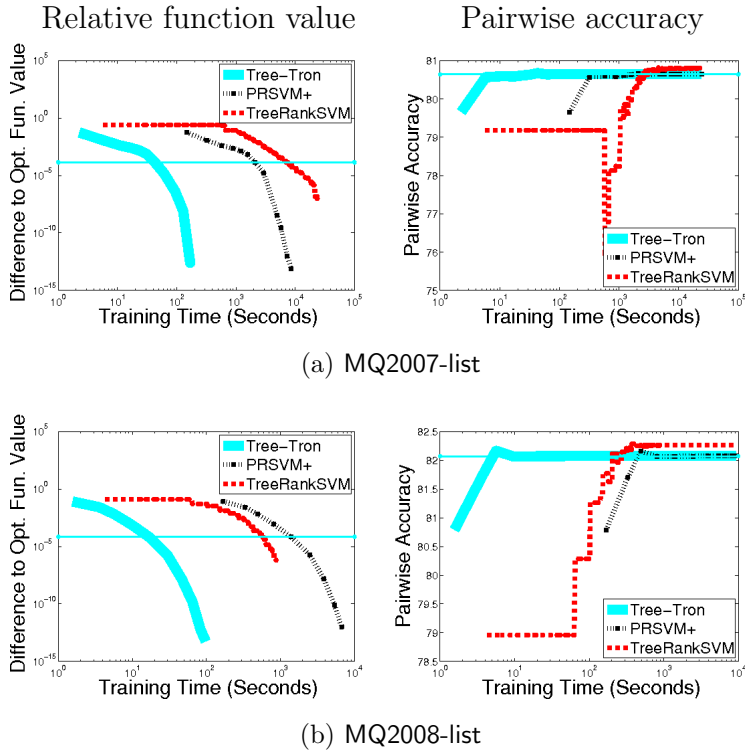 Relative function value
Pairwise accuracy
Difference to Opt. Fun. Value
10^5
10^0
10^-5
10^-10
10^-15
Tree-Tron
PRSVM+
TreeRankSVM
10^0 10^1 10^2 10^3 10^4 10^5
Training Time (Seconds)
Pairwise Accuracy
81
80
79
78
77
76
75
Tree-Tron
PRSVM+
TreeRankSVM
10^0 10^1 10^2 10^3 10^4 10^5
Training Time (Seconds)
(a) MQ2007-list
Difference to Opt. Fun. Value
10^5
10^0
10^-5
10^-10
10^-15
Tree-Tron
PRSVM+
TreeRankSVM
10^0 10^1 10^2 10^3 10^4
Training Time (Seconds)
Pairwise Accuracy
82.5
82
81.5
81
80.5
80
79.5
79
78.5
Tree-Tron
PRSVM+
TreeRankSVM
10^0 10^1 10^2 10^3 10^4
Training Time (Seconds)
(b) MQ2008-list